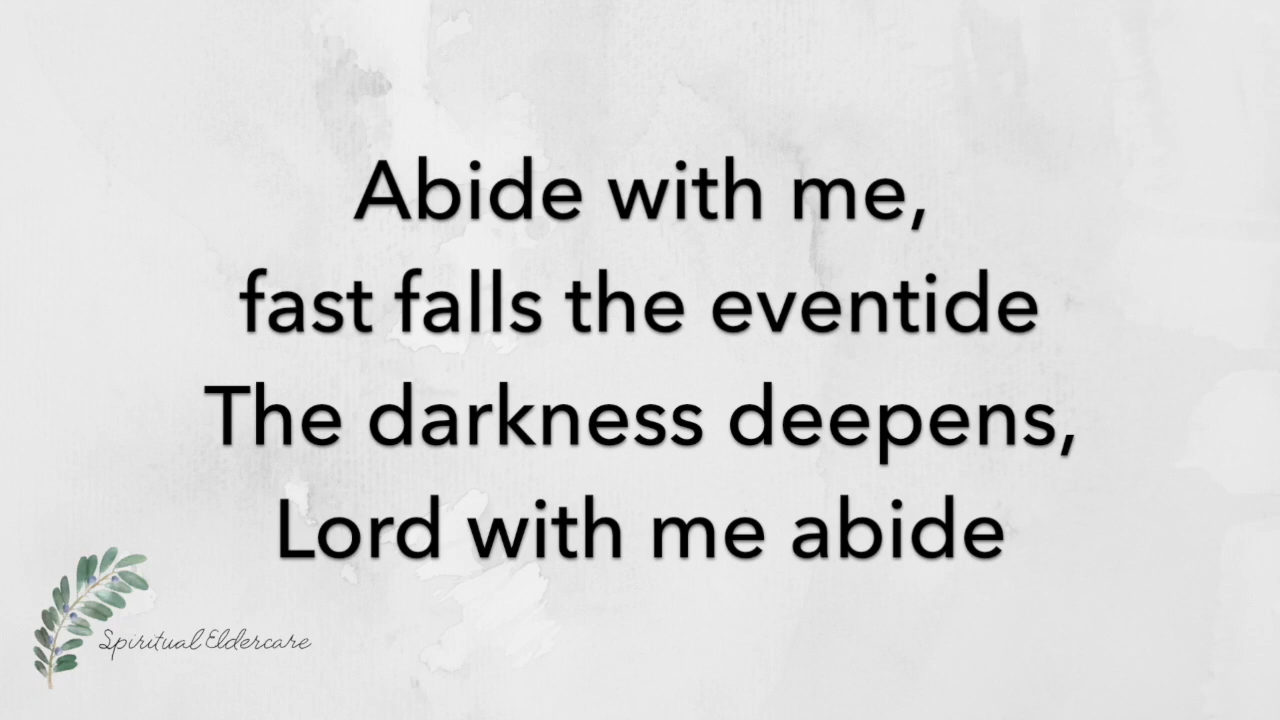 Abide with me,
fast falls the eventide
The darkness deepens,
Lord with me abide
Spiritual Eldercare